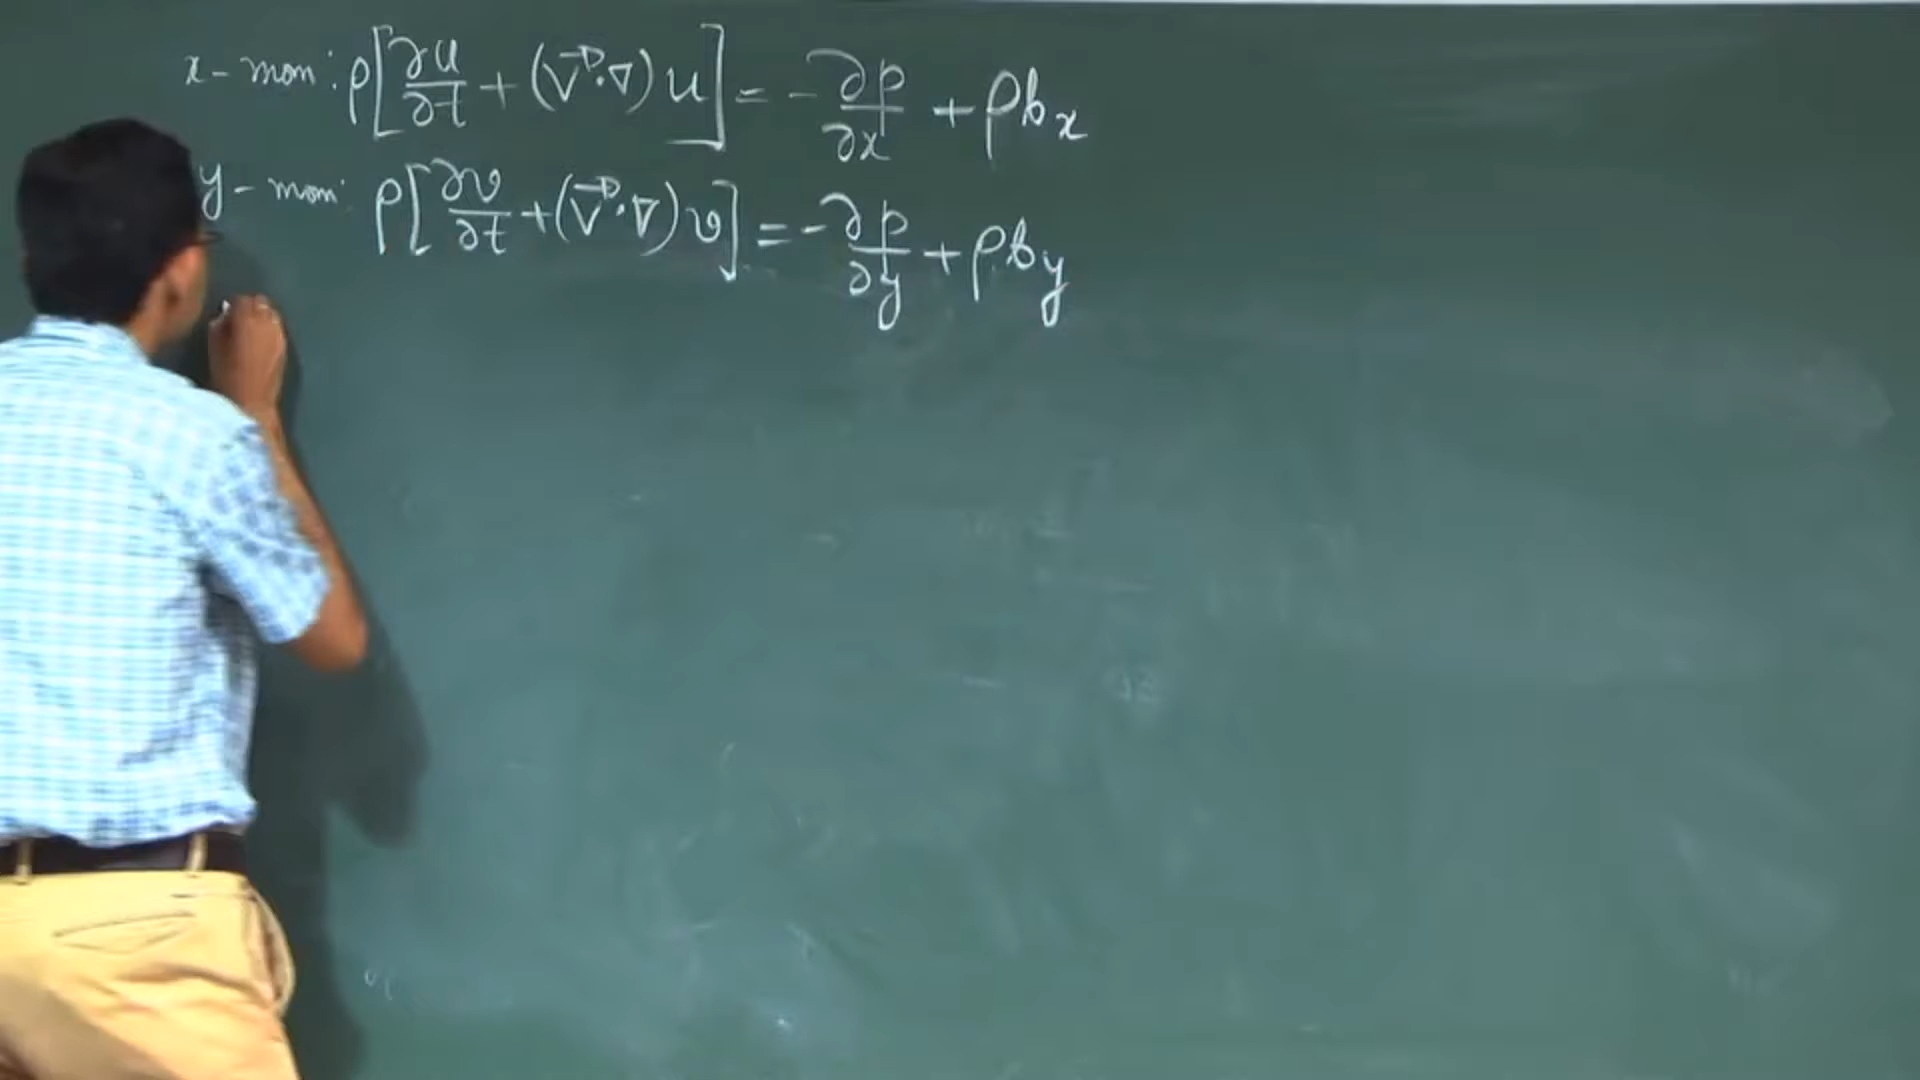 x - mom: ρ[∂u/∂t + (V⃗·∇) u] = -∂p/∂x + ρb_x
y - mom: ρ[∂v/∂t + (V⃗·∇) v] = -∂p/∂y + ρb_y